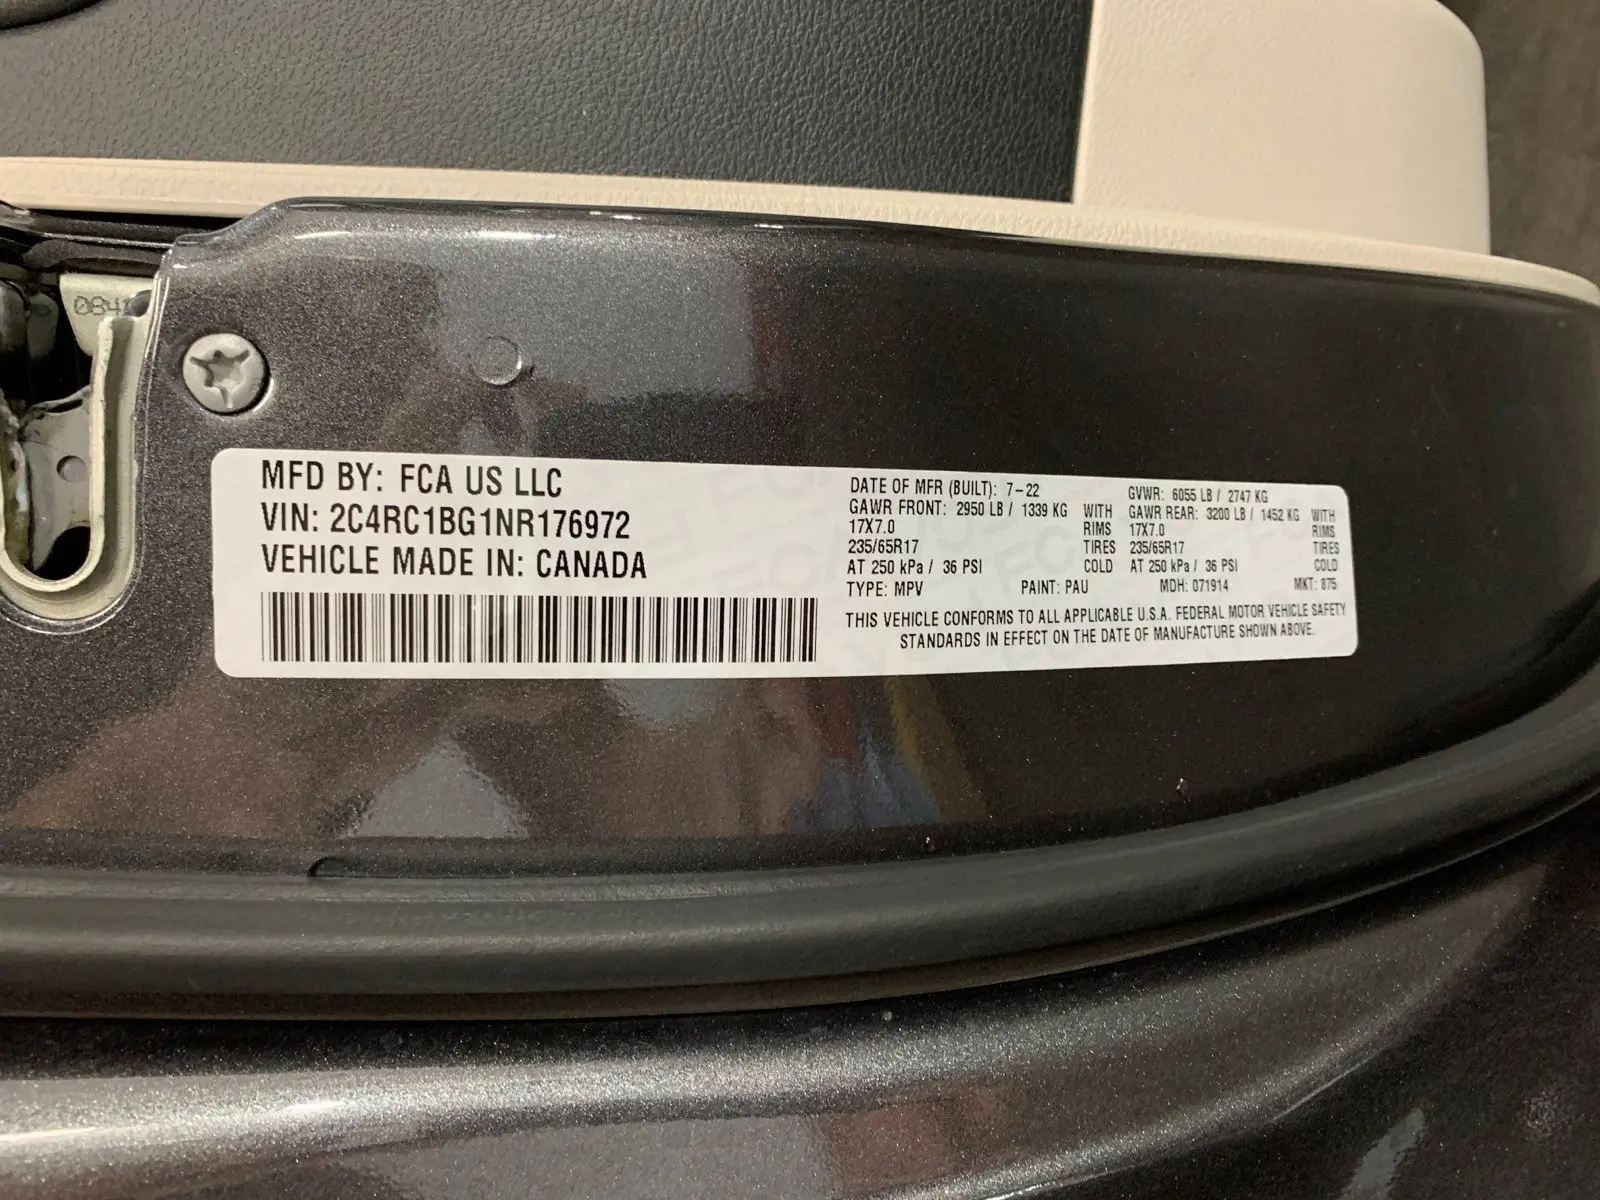 084
MFD BY: FCA US LLC
VIN: 2C4RC1BG1NR176972
VEHICLE MADE IN: CANADA
DATE OF MFR (BUILT): 7-22 GVWR: 6055 LB / 2747 KG
GAWR FRONT: 2950 LB / 1339 KG WITH GAWR REAR: 3200 LB / 1452 KG WITH
17X7.0 RIMS 17X7.0 RIMS
235/65R17 TIRES 235/65R17 TIRES
AT 250 kPa / 36 PSI COLD AT 250 kPa / 36 PSI COLD
TYPE: MPV PAINT: PAU MDH: 071914 MKT: 875
THIS VEHICLE CONFORMS TO ALL APPLICABLE U.S.A. FEDERAL MOTOR VEHICLE SAFETY
STANDARDS IN EFFECT ON THE DATE OF MANUFACTURE SHOWN ABOVE.